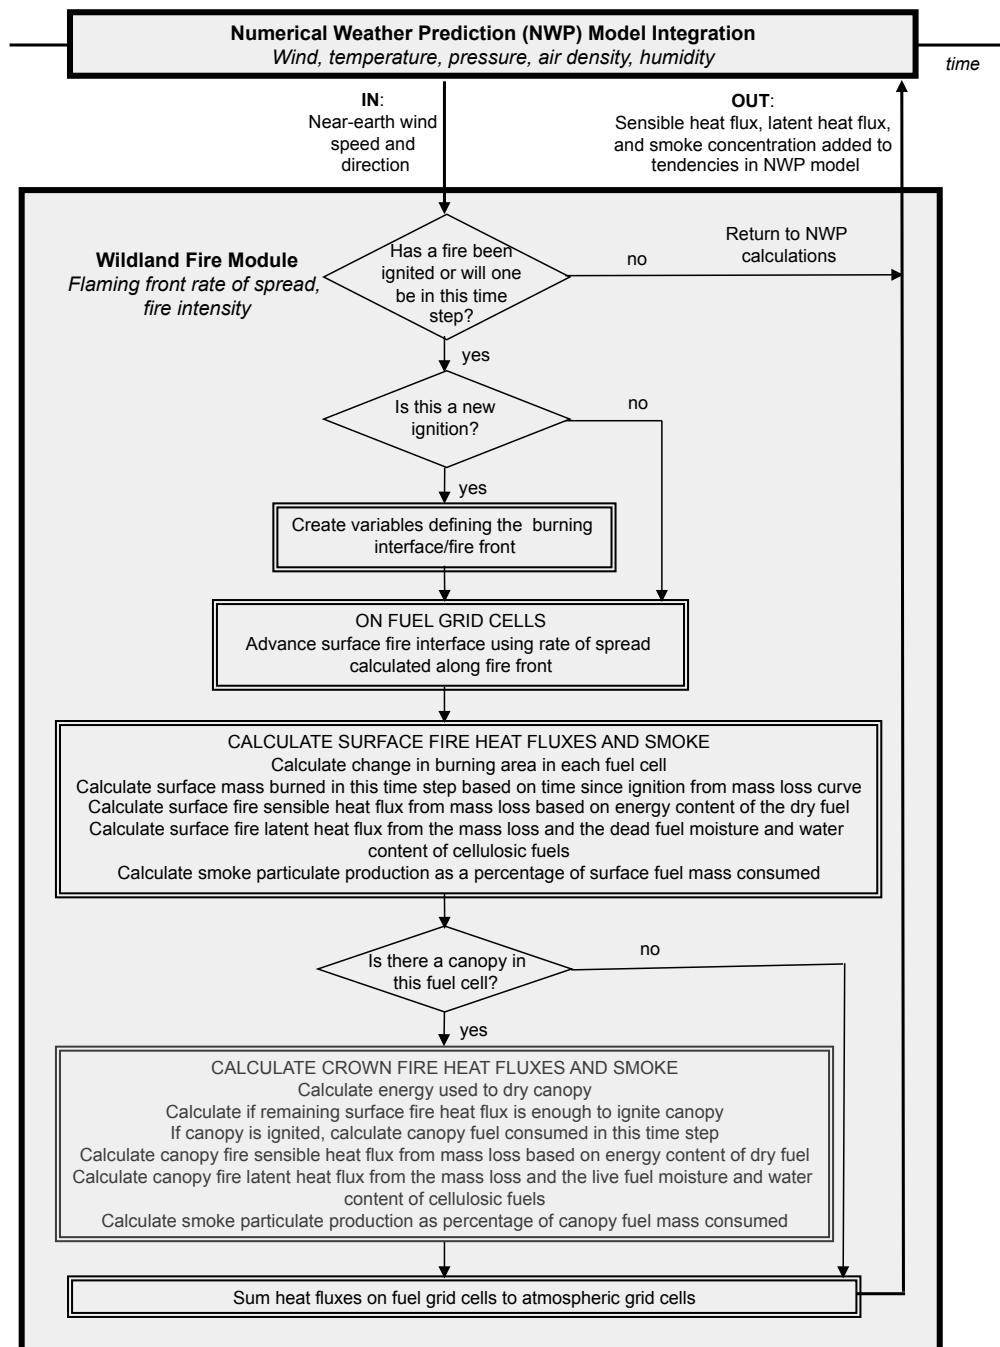 Numerical Weather Prediction (NWP) Model Integration
Wind, temperature, pressure, air density, humidity
time
IN:
Near-earth wind
speed and
direction
OUT:
Sensible heat flux, latent heat flux,
and smoke concentration added to
tendencies in NWP model
Wildland Fire Module
Flaming front rate of spread,
fire intensity
Has a fire been
ignited or will one
be in this time
step?
no
Return to NWP
calculations
yes
Is this a new
ignition?
no
yes
Create variables defining the burning
interface/fire front
ON FUEL GRID CELLS
Advance surface fire interface using rate of spread
calculated along fire front
CALCULATE SURFACE FIRE HEAT FLUXES AND SMOKE
Calculate change in burning area in each fuel cell
Calculate surface mass burned in this time step based on time since ignition from mass loss curve
Calculate surface fire sensible heat flux from mass loss based on energy content of the dry fuel
Calculate surface fire latent heat flux from the mass loss and the dead fuel moisture and water
content of cellulosic fuels
Calculate smoke particulate production as a percentage of surface fuel mass consumed
Is there a canopy in
this fuel cell?
no
yes
CALCULATE CROWN FIRE HEAT FLUXES AND SMOKE
Calculate energy used to dry canopy
Calculate if remaining surface fire heat flux is enough to ignite canopy
If canopy is ignited, calculate canopy fuel consumed in this time step
Calculate canopy fire sensible heat flux from mass loss based on energy content of dry fuel
Calculate canopy fire latent heat flux from the mass loss and the live fuel moisture and water
content of cellulosic fuels
Calculate smoke particulate production as percentage of canopy fuel mass consumed
Sum heat fluxes on fuel grid cells to atmospheric grid cells